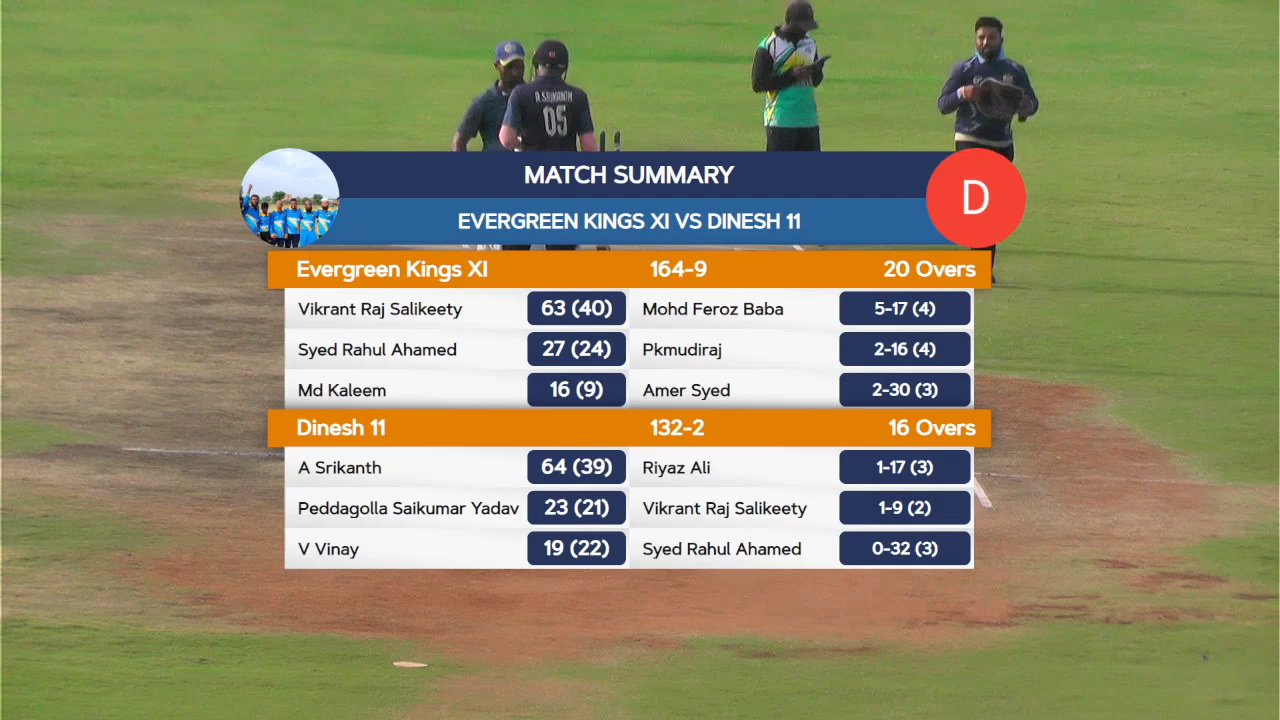 A.SRIKANTH
05
MATCH SUMMARY
D
EVERGREEN KINGS XI VS DINESH 11
Evergreen Kings XI 164-9 20 Overs
Vikrant Raj Salikeety 63 (40) Mohd Feroz Baba 5-17 (4)
Syed Rahul Ahamed 27 (24) Pkmudiraj 2-16 (4)
Md Kaleem 16 (9) Amer Syed 2-30 (3)
Dinesh 11 132-2 16 Overs
A Srikanth 64 (39) Riyaz Ali 1-17 (3)
Peddagolla Saikumar Yadav 23 (21) Vikrant Raj Salikeety 1-9 (2)
V Vinay 19 (22) Syed Rahul Ahamed 0-32 (3)